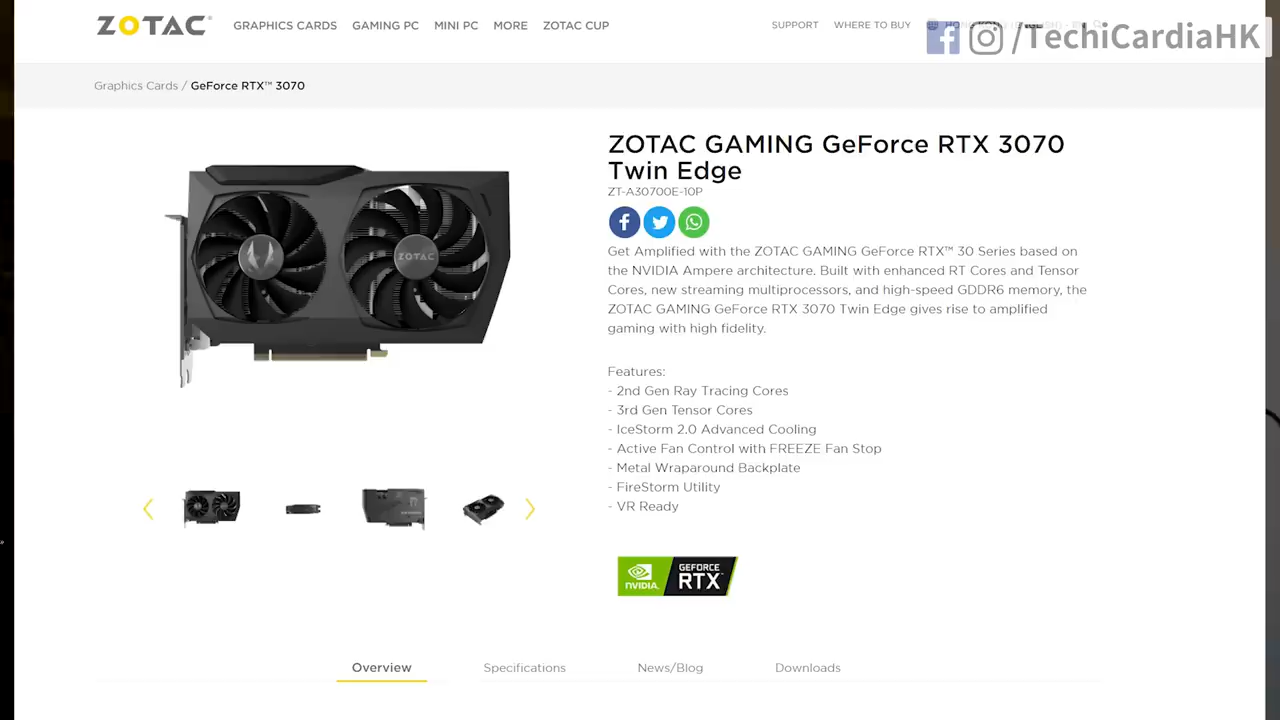 ZOTAC
GRAPHICS CARDS GAMING PC MINI PC MORE ZOTAC CUP
SUPPORT WHERE TO BUY
/TechiCardiaHK
Graphics Cards / GeForce RTX™ 3070
ZOTAC GAMING GeForce RTX 3070
Twin Edge
ZT-A30700E-10P
Get Amplified with the ZOTAC GAMING GeForce RTX™ 30 Series based on
the NVIDIA Ampere architecture. Built with enhanced RT Cores and Tensor
Cores, new streaming multiprocessors, and high-speed GDDR6 memory, the
ZOTAC GAMING GeForce RTX 3070 Twin Edge gives rise to amplified
gaming with high fidelity.
Features:
- 2nd Gen Ray Tracing Cores
- 3rd Gen Tensor Cores
- IceStorm 2.0 Advanced Cooling
- Active Fan Control with FREEZE Fan Stop
- Metal Wraparound Backplate
- FireStorm Utility
- VR Ready
ZOTAC
NVIDIA.
GEFORCE
RTX™
Overview Specifications News/Blog Downloads